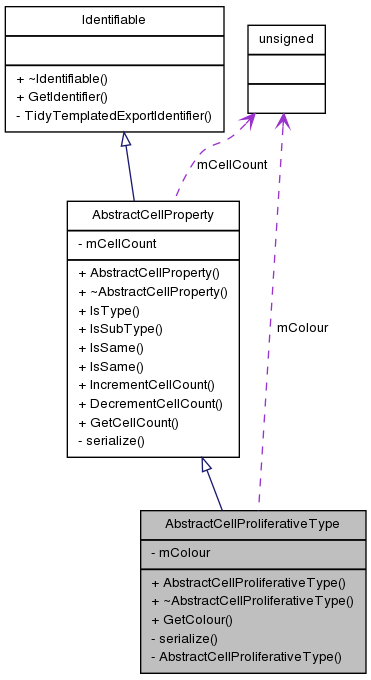 Identifiable
+ ~Identifiable()
+ GetIdentifier()
- TidyTemplatedExportIdentifier()
unsigned
mCellCount
AbstractCellProperty
- mCellCount
+ AbstractCellProperty()
+ ~AbstractCellProperty()
+ IsType()
+ IsSubType()
+ IsSame()
+ IsSame()
+ IncrementCellCount()
+ DecrementCellCount()
+ GetCellCount()
- serialize()
mColour
AbstractCellProliferativeType
- mColour
+ AbstractCellProliferativeType()
+ ~AbstractCellProliferativeType()
+ GetColour()
- serialize()
- AbstractCellProliferativeType()